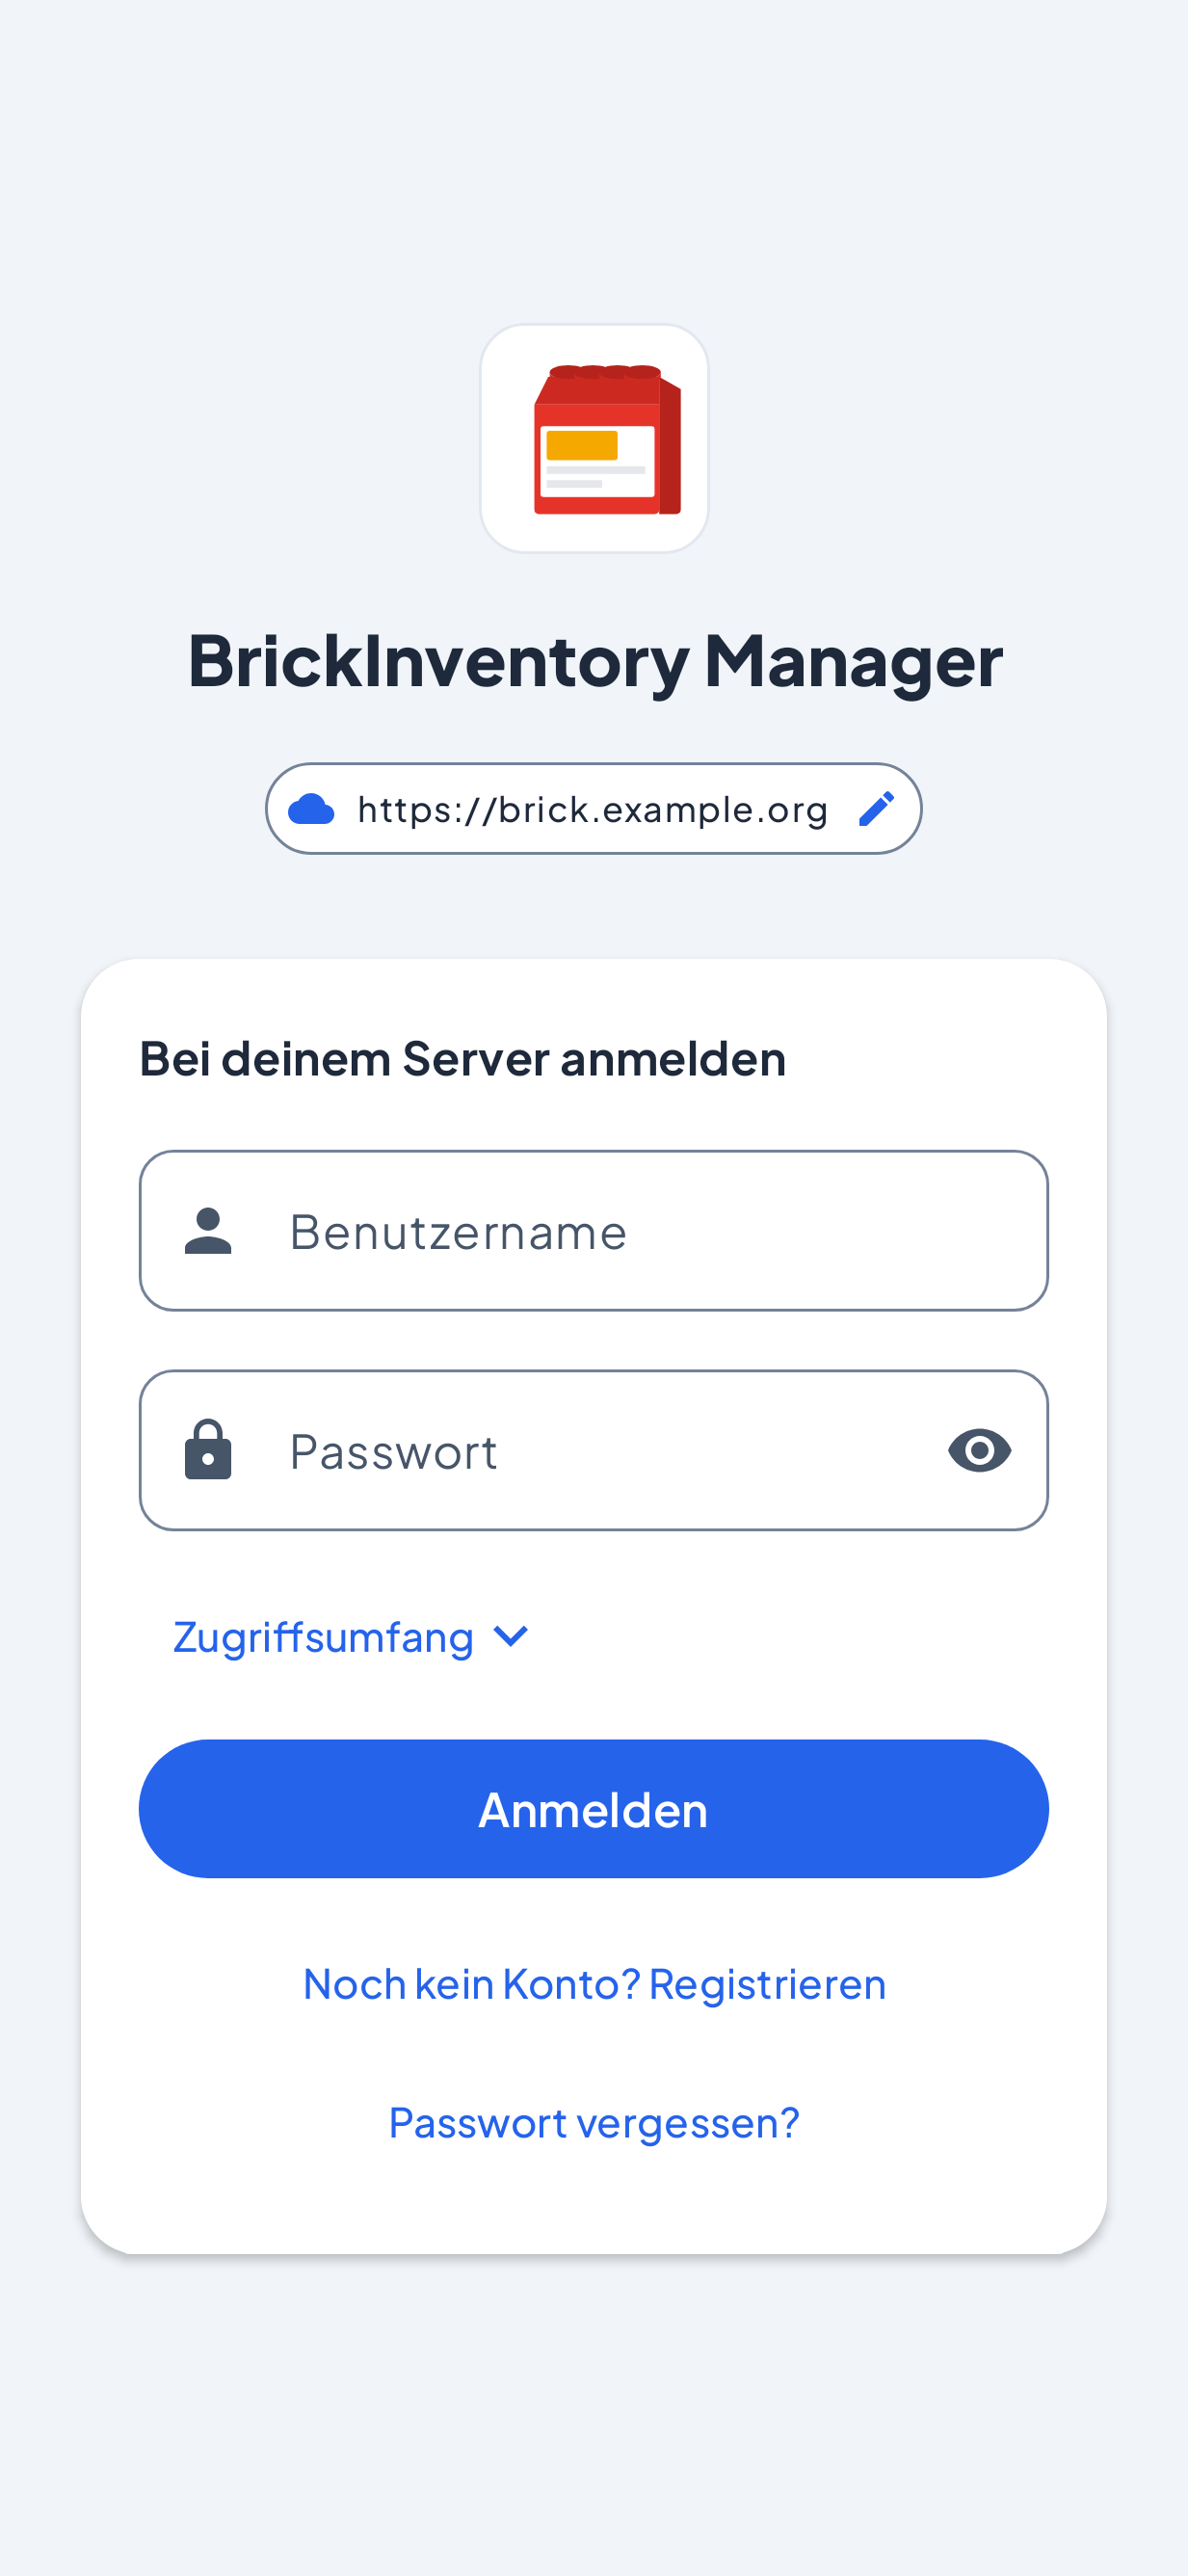 BrickInventory Manager
https://brick.example.org
Bei deinem Server anmelden
Benutzername
Passwort
Zugriffsumfang
Anmelden
Noch kein Konto? Registrieren
Passwort vergessen?